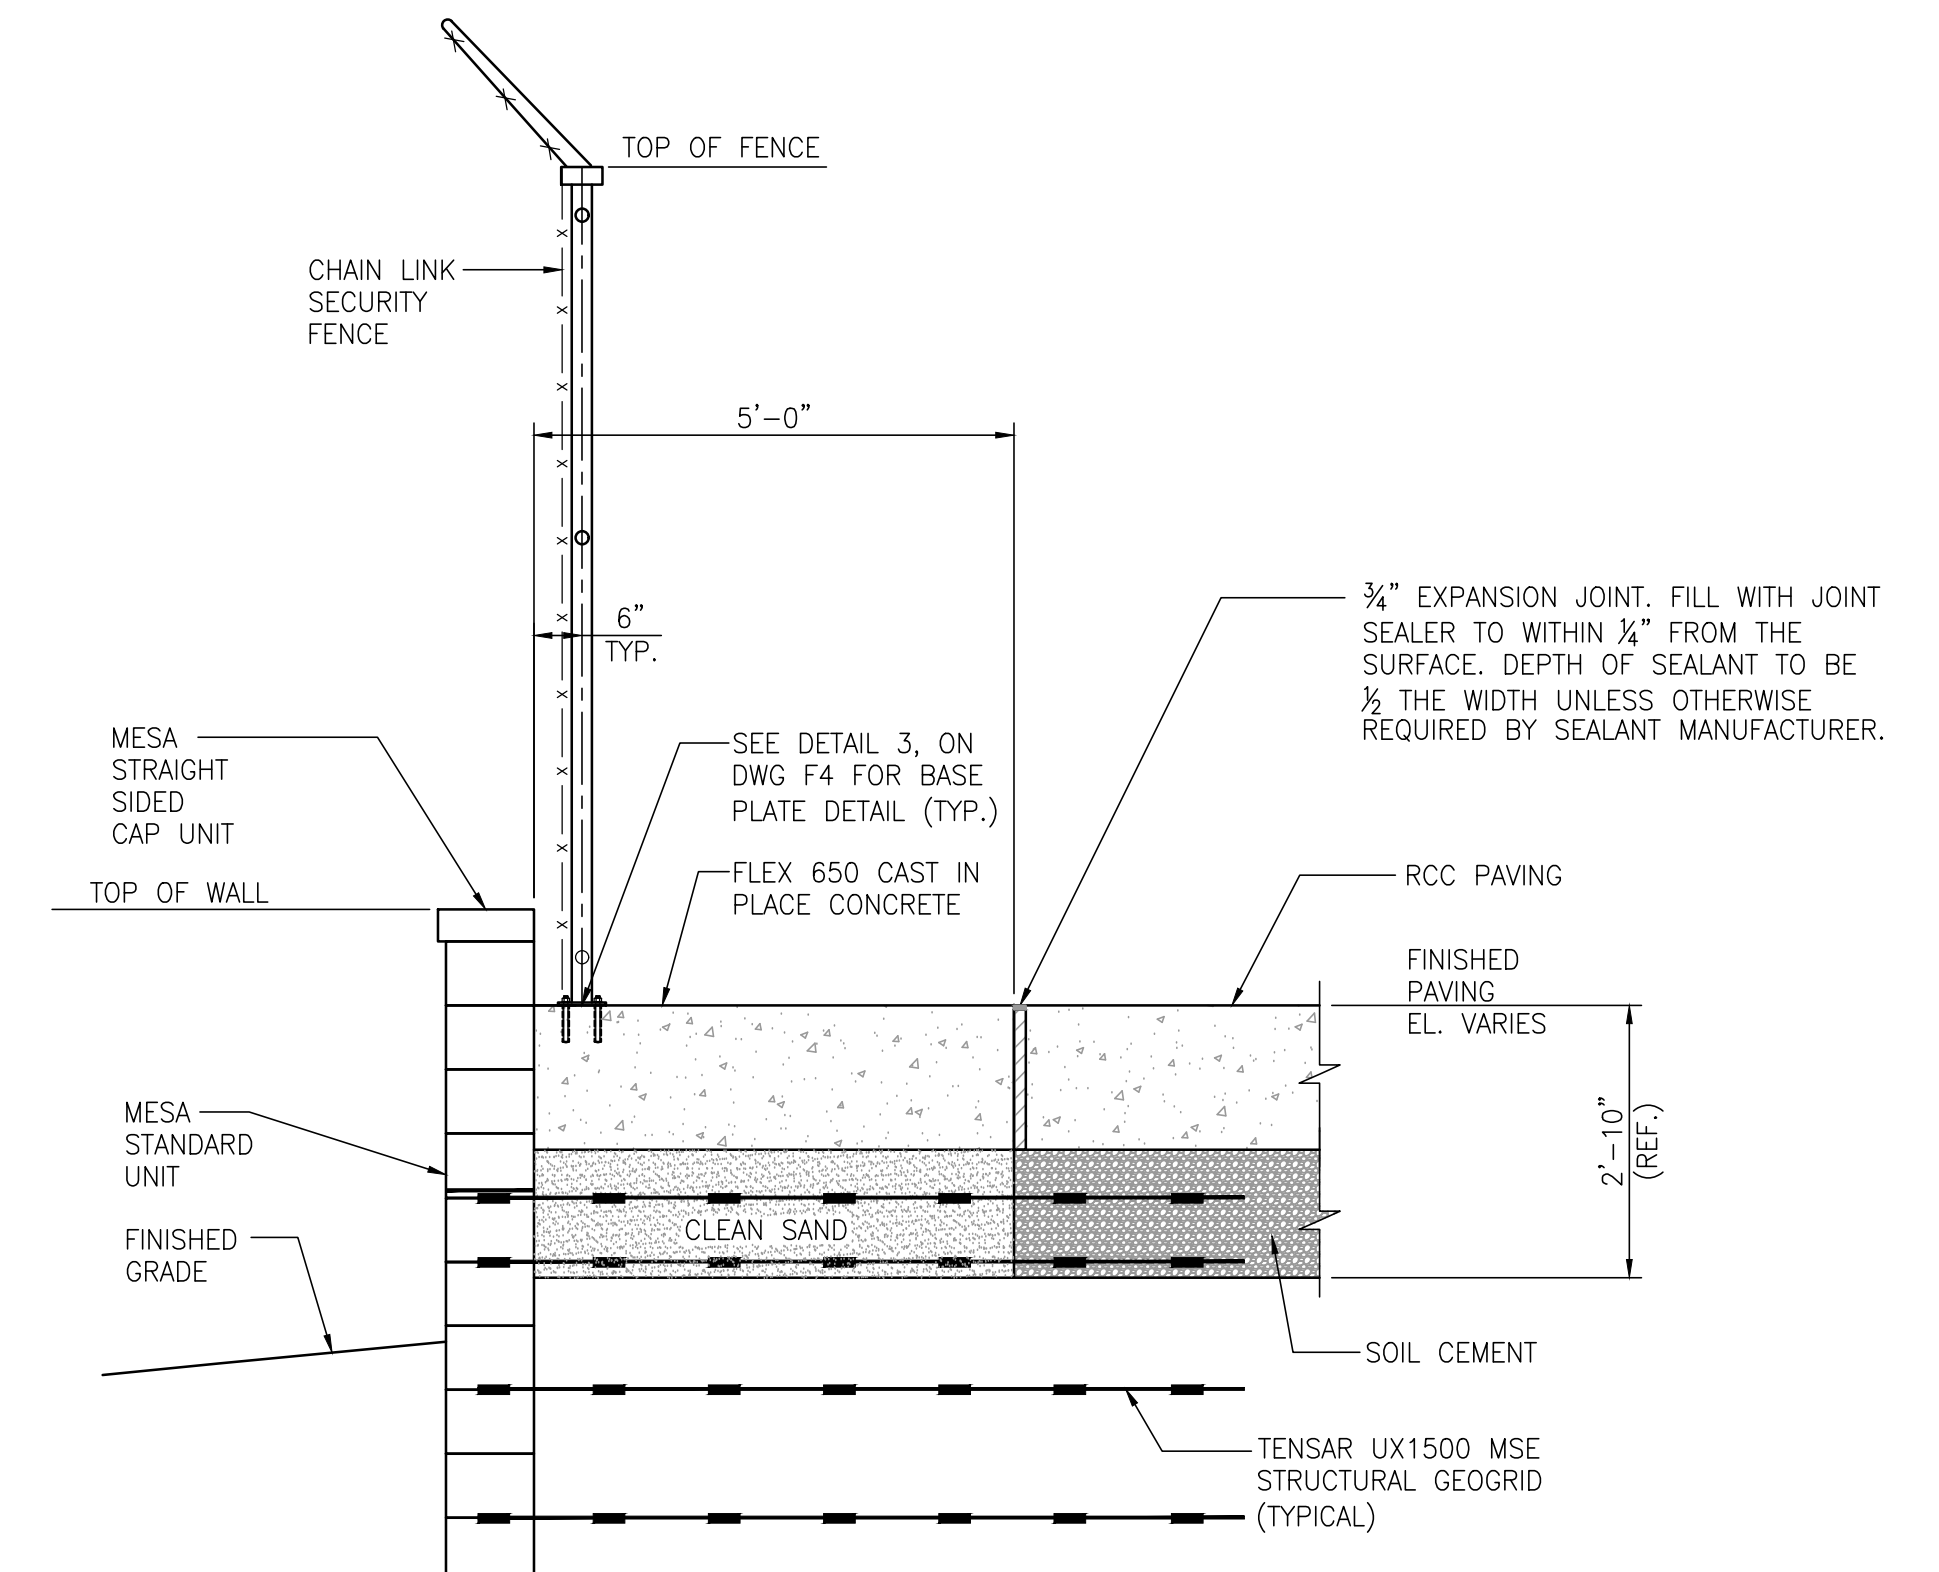 TOP OF FENCE
CHAIN LINK
SECURITY
FENCE
5'-0"
6"
TYP.
¾" EXPANSION JOINT. FILL WITH JOINT
SEALER TO WITHIN ¼" FROM THE
SURFACE. DEPTH OF SEALANT TO BE
½ THE WIDTH UNLESS OTHERWISE
REQUIRED BY SEALANT MANUFACTURER.
MESA
STRAIGHT
SIDED
CAP UNIT
SEE DETAIL 3, ON
DWG F4 FOR BASE
PLATE DETAIL (TYP.)
TOP OF WALL
FLEX 650 CAST IN
PLACE CONCRETE
RCC PAVING
FINISHED
PAVING
EL. VARIES
2'-10"
(REF.)
MESA
STANDARD
UNIT
CLEAN SAND
FINISHED
GRADE
SOIL CEMENT
TENSAR UX1500 MSE
STRUCTURAL GEOGRID
(TYPICAL)